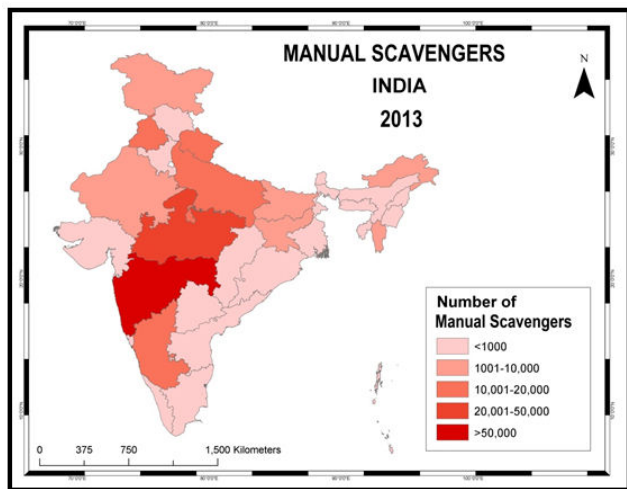 MANUAL SCAVENGERS
INDIA
2013
N
Number of
Manual Scavengers
<1000
1001-10,000
10,001-20,000
20,001-50,000
>50,000
0 375 750 1,500 Kilometers